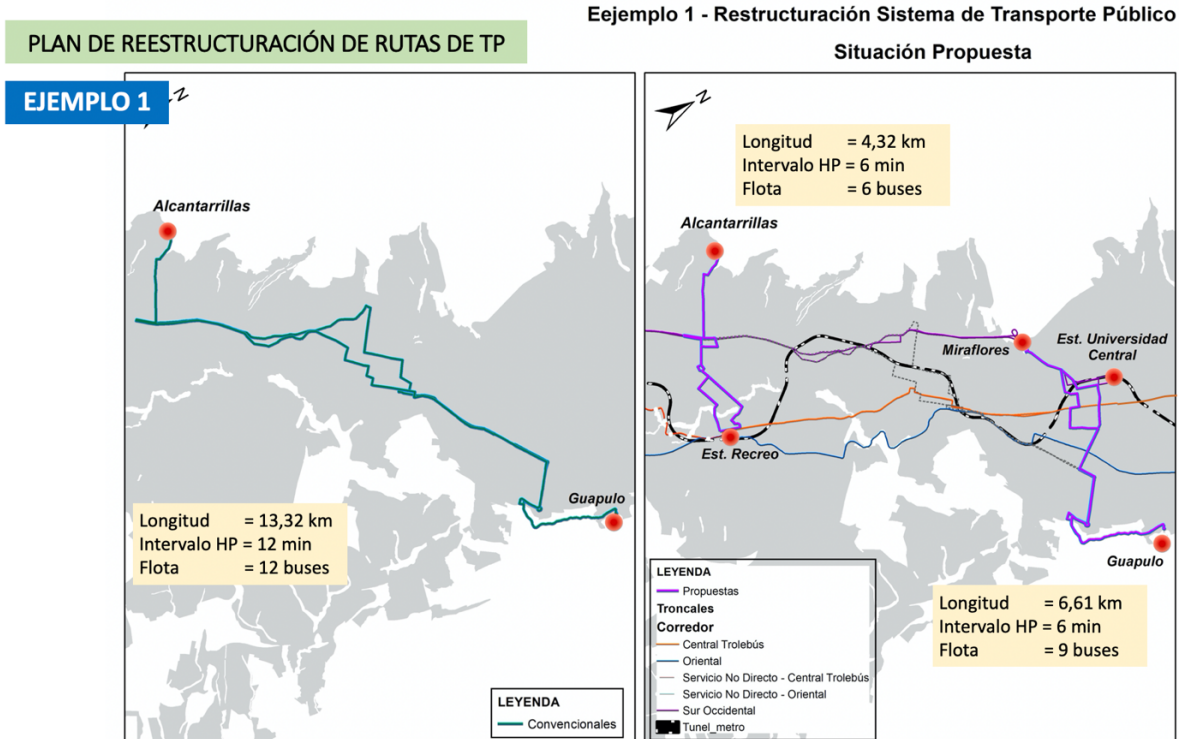 Eejemplo 1 - Restructuración Sistema de Transporte Público
PLAN DE REESTRUCTURACIÓN DE RUTAS DE TP
Situación Propuesta
EJEMPLO 1
N
Alcantarrillas
Guapulo
Longitud = 13,32 km
Intervalo HP = 12 min
Flota = 12 buses
LEYENDA
Convencionales
N
Longitud = 4,32 km
Intervalo HP = 6 min
Flota = 6 buses
Alcantarrillas
Miraflores
Est. Universidad
Central
Est. Recreo
Guapulo
LEYENDA
Propuestas
Troncales
Corredor
Central Trolebús
Oriental
Servicio No Directo - Central Trolebús
Servicio No Directo - Oriental
Sur Occidental
Tunel_metro
Longitud = 6,61 km
Intervalo HP = 6 min
Flota = 9 buses